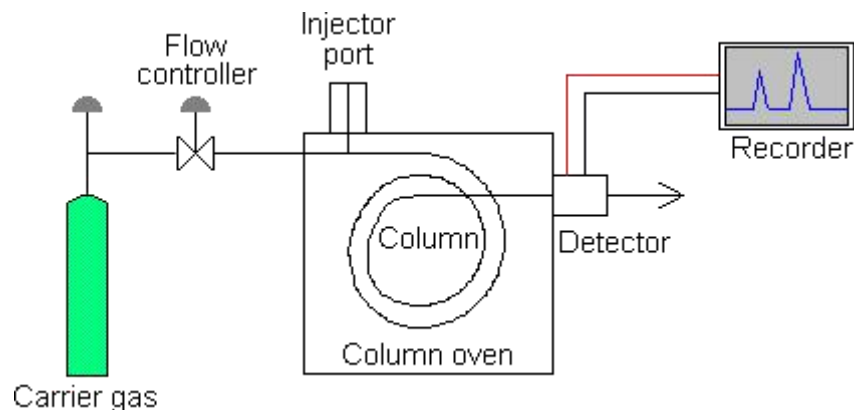 Injector
port
Flow
controller
Recorder
Column
Detector
Column oven
Carrier gas